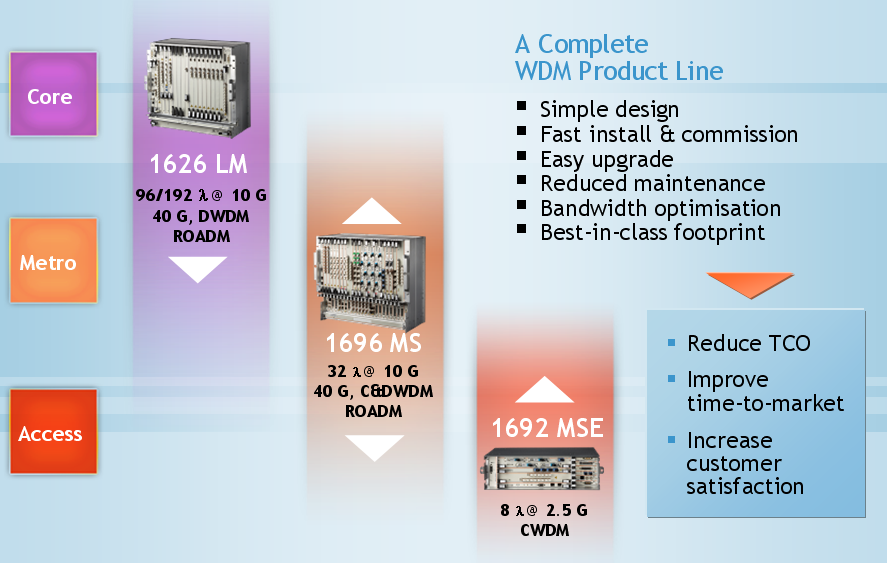 Core
Metro
Access
1626 LM
96/192 λ@ 10 G
40 G, DWDM
ROADM
1696 MS
32 λ@ 10 G
40 G, C&DWDM
ROADM
1692 MSE
8 λ@ 2.5 G
CWDM
A Complete
WDM Product Line
▪ Simple design
▪ Fast install & commission
▪ Easy upgrade
▪ Reduced maintenance
▪ Bandwidth optimisation
▪ Best-in-class footprint
▪ Reduce TCO
▪ Improve
time-to-market
▪ Increase
customer
satisfaction